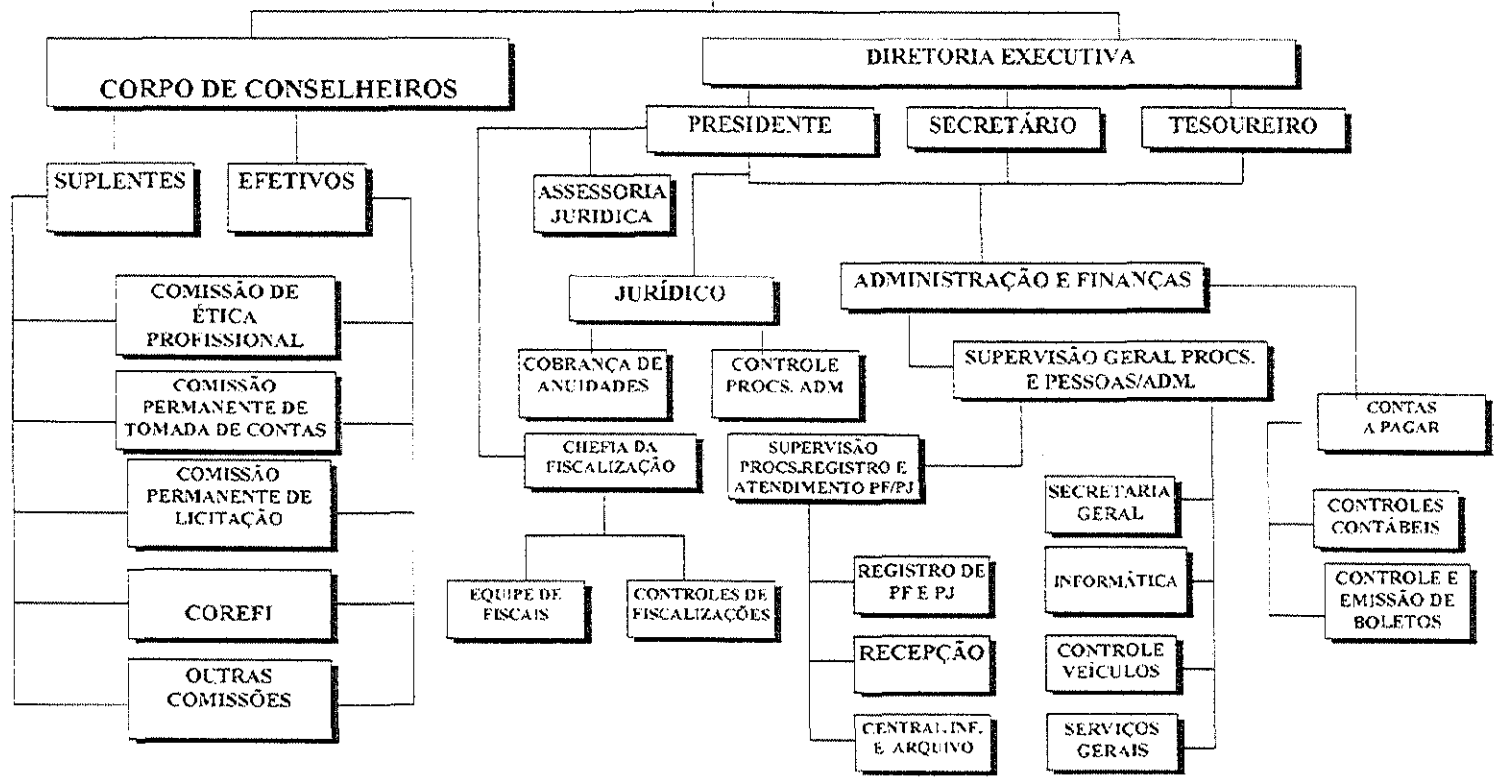 CORPO DE CONSELHEIROS
DIRETORIA EXECUTIVA
PRESIDENTE
SECRETÁRIO
TESOUREIRO
SUPLENTES
EFETIVOS
ASSESSORIA
JURIDICA
COMISSÃO DE
ÉTICA
PROFISSIONAL
COMISSÃO
PERMANENTE DE
TOMADA DE CONTAS
COMISSÃO
PERMANENTE DE
LICITAÇÃO
COREFI
OUTRAS
COMISSÕES
JURÍDICO
COBRANÇA DE
ANUIDADES
CONTROLE
PROCS. ADM
CHEFIA DA
FISCALIZAÇÃO
EQUIPE DE
FISCAIS
CONTROLES DE
FISCALIZAÇÕES
ADMINISTRAÇÃO E FINANÇAS
SUPERVISÃO GERAL PROCS.
E PESSOAS/ADM.
SUPERVISÃO
PROCS.REGISTRO E
ATENDIMENTO PF/PJ
REGISTRO DE
PF E PJ
RECEPÇÃO
CENTRAL.INF.
E ARQUIVO
SECRETARIA
GERAL
INFORMÁTICA
CONTROLE
VEÍCULOS
SERVIÇOS
GERAIS
CONTAS
A PAGAR
CONTROLES
CONTÁBEIS
CONTROLE E
EMISSÃO DE
BOLETOS